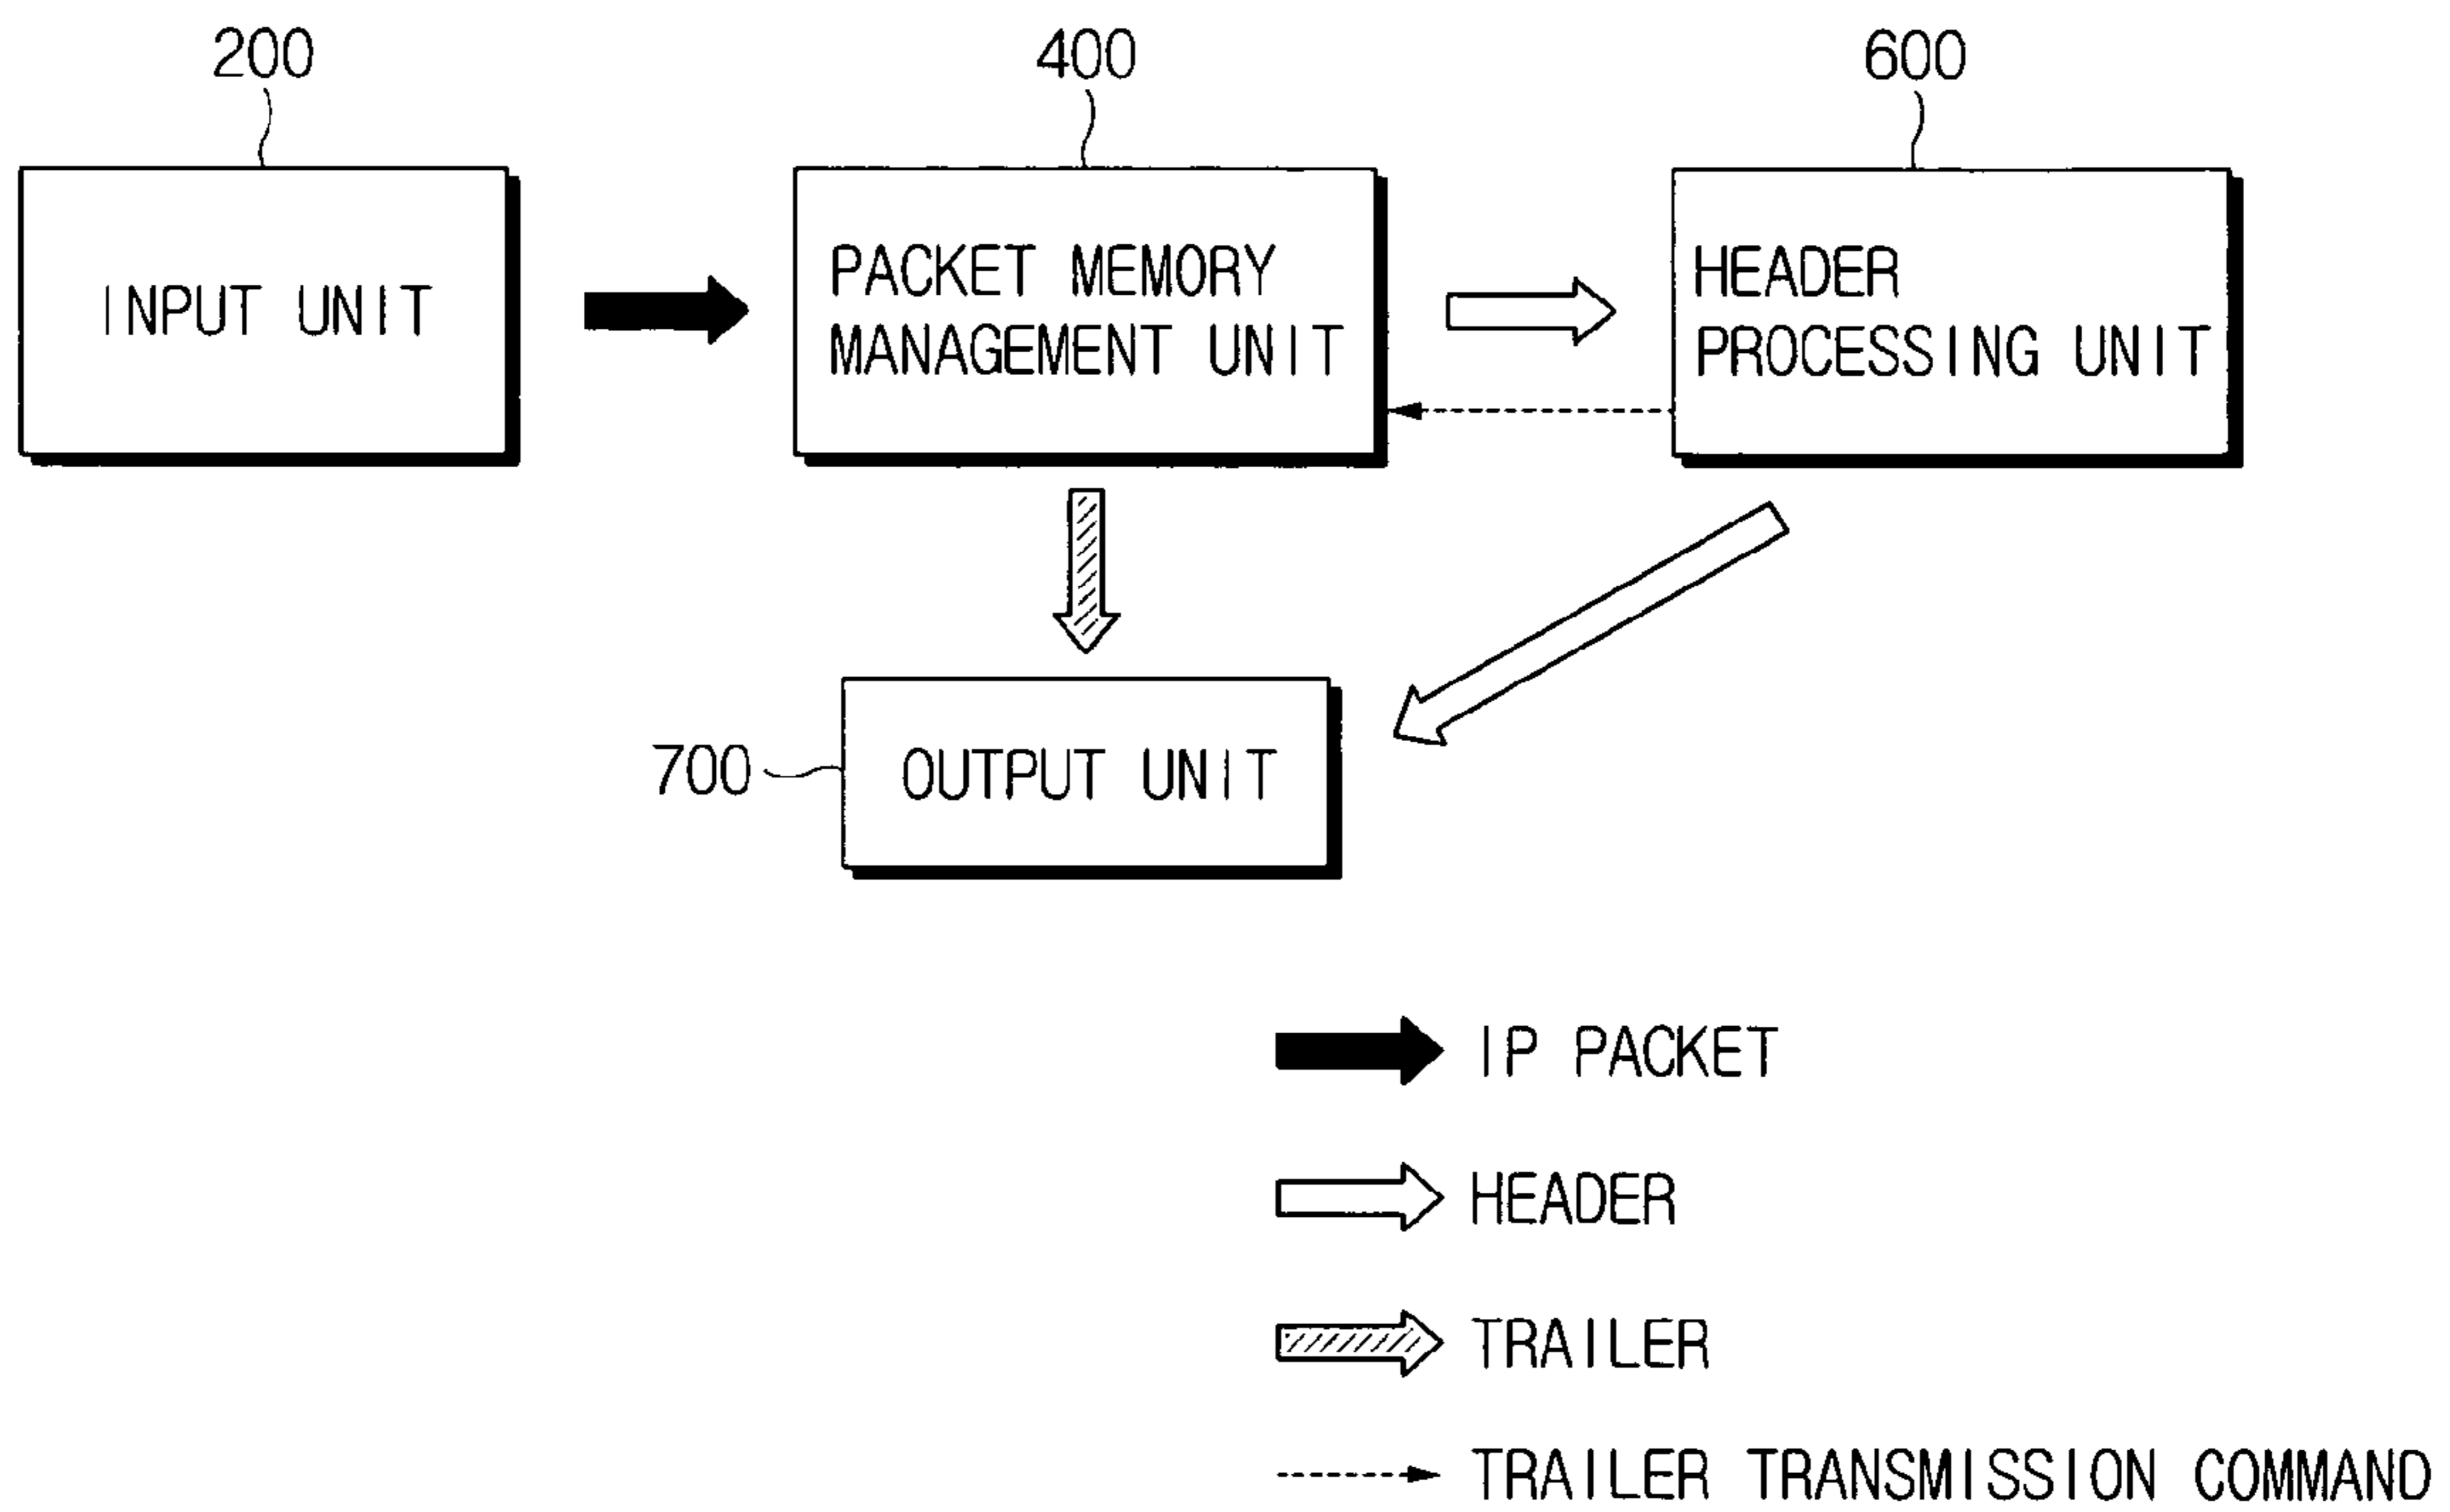 200
400
600
INPUT UNIT
PACKET MEMORY
MANAGEMENT UNIT
HEADER
PROCESSING UNIT
700
OUTPUT UNIT
IP PACKET
HEADER
TRAILER
TRAILER TRANSMISSION COMMAND